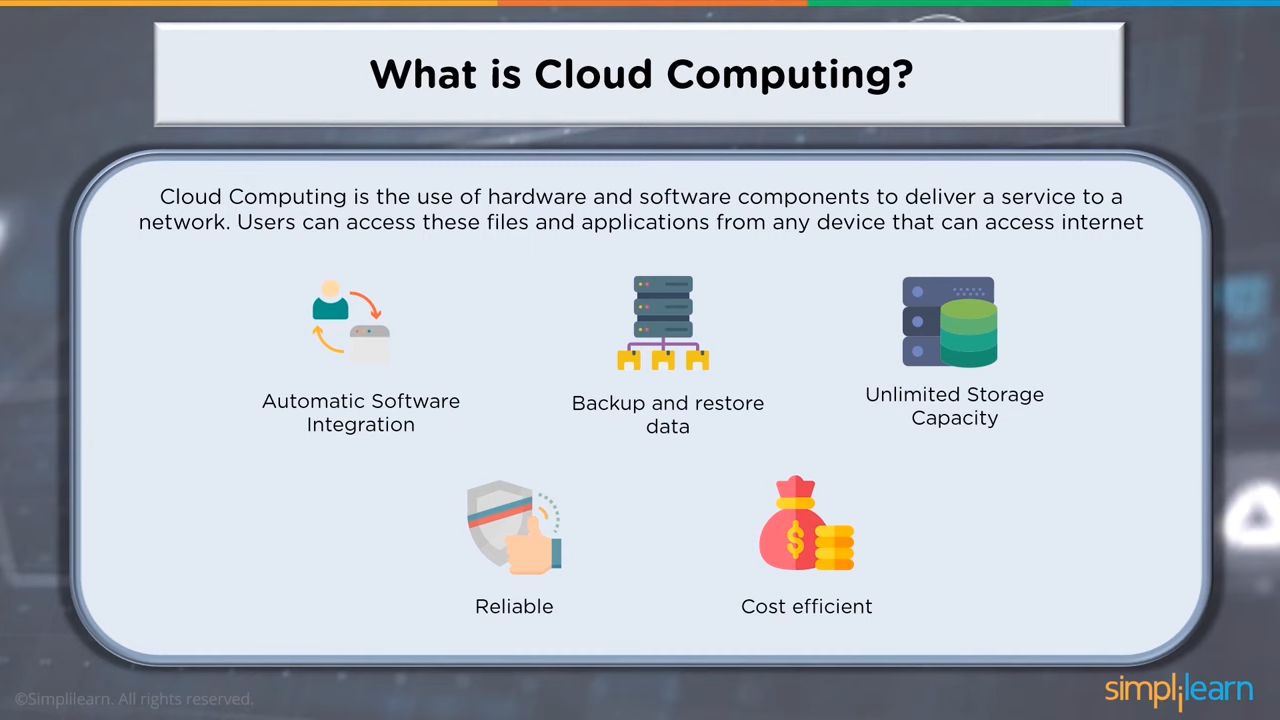 What is Cloud Computing?
Cloud Computing is the use of hardware and software components to deliver a service to a
network. Users can access these files and applications from any device that can access internet
Automatic Software
Integration
Backup and restore
data
Unlimited Storage
Capacity
Reliable
Cost efficient
©Simplilearn. All rights reserved.
simplilearn